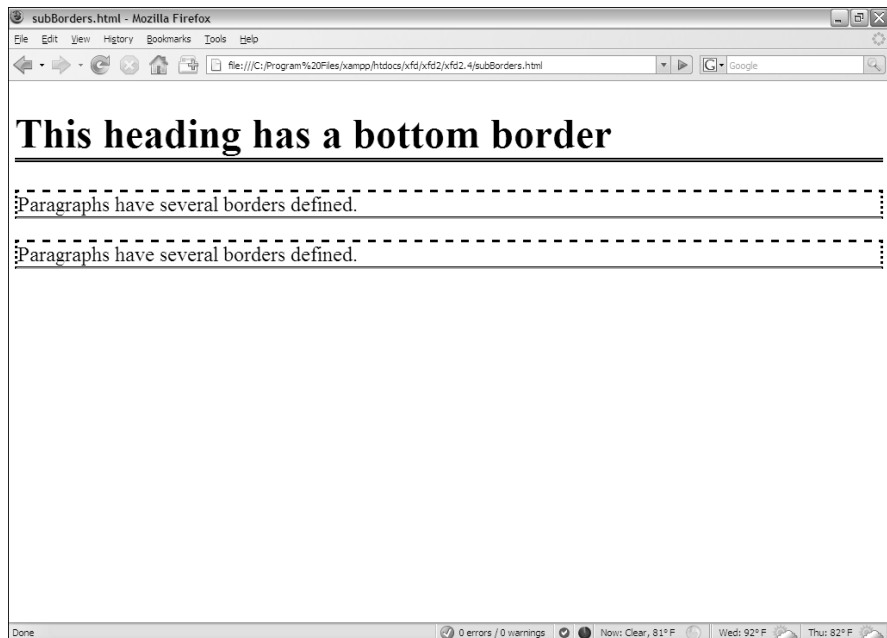 subBorders.html - Mozilla Firefox
File Edit View History Bookmarks Tools Help
file:///C:/Program%20Files/xampp/htdocs/xfd/xfd2/xfd2.4/subBorders.html G Google
This heading has a bottom border
Paragraphs have several borders defined.
Paragraphs have several borders defined.
Done 0 errors / 0 warnings Now: Clear, 81° F Wed: 92° F Thu: 82° F